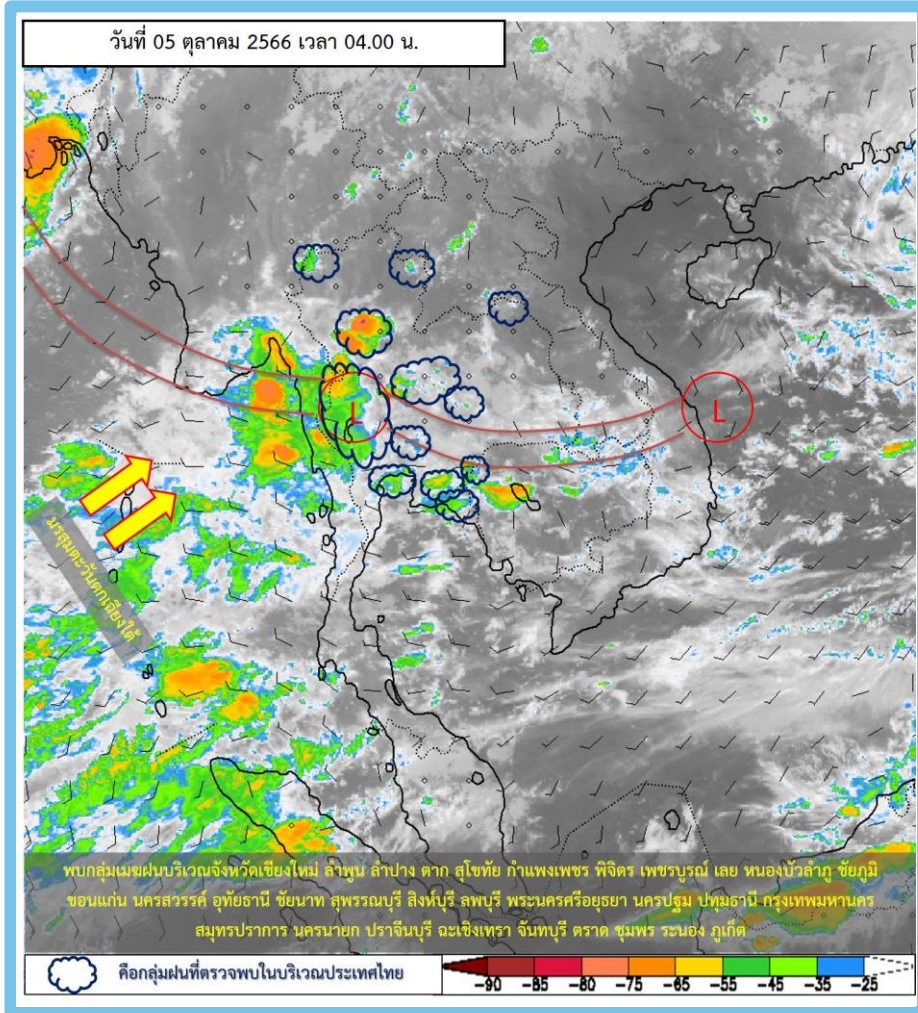 วันที่ 05 ตุลาคม 2566 เวลา 04.00 น.
L
L
มรสุมตะวันตกเฉียงใต้
พบกลุ่มเมฆฝนบริเวณจังหวัดเชียงใหม่ ลำพูน ลำปาง ตาก สุโขทัย กำแพงเพชร พิจิตร เพชรบูรณ์ เลย หนองบัวลำภู ชัยภูมิ
ขอนแก่น นครสวรรค์ อุทัยธานี ชัยนาท สุพรรณบุรี สิงห์บุรี ลพบุรี พระนครศรีอยุธยา นครปฐม ปทุมธานี กรุงเทพมหานคร
สมุทรปราการ นครนายก ปราจีนบุรี ฉะเชิงเทรา จันทบุรี ตราด ชุมพร ระนอง ภูเก็ต
คือกลุ่มฝนที่ตรวจพบในบริเวณประเทศไทย
-90 -85 -80 -75 -65 -55 -45 -35 -25